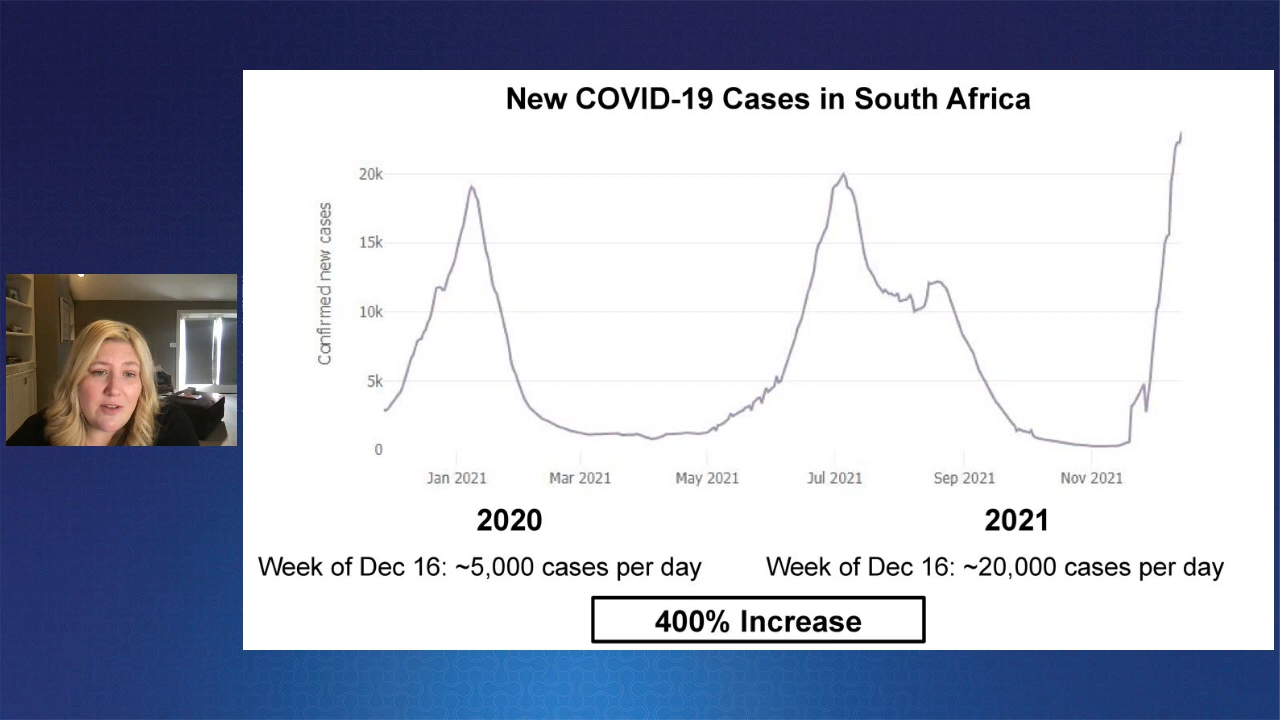 New COVID-19 Cases in South Africa
Confirmed new cases
20k
15k
10k
5k
0
Jan 2021 Mar 2021 May 2021 Jul 2021 Sep 2021 Nov 2021
2020 2021
Week of Dec 16: ~5,000 cases per day Week of Dec 16: ~20,000 cases per day
400% Increase